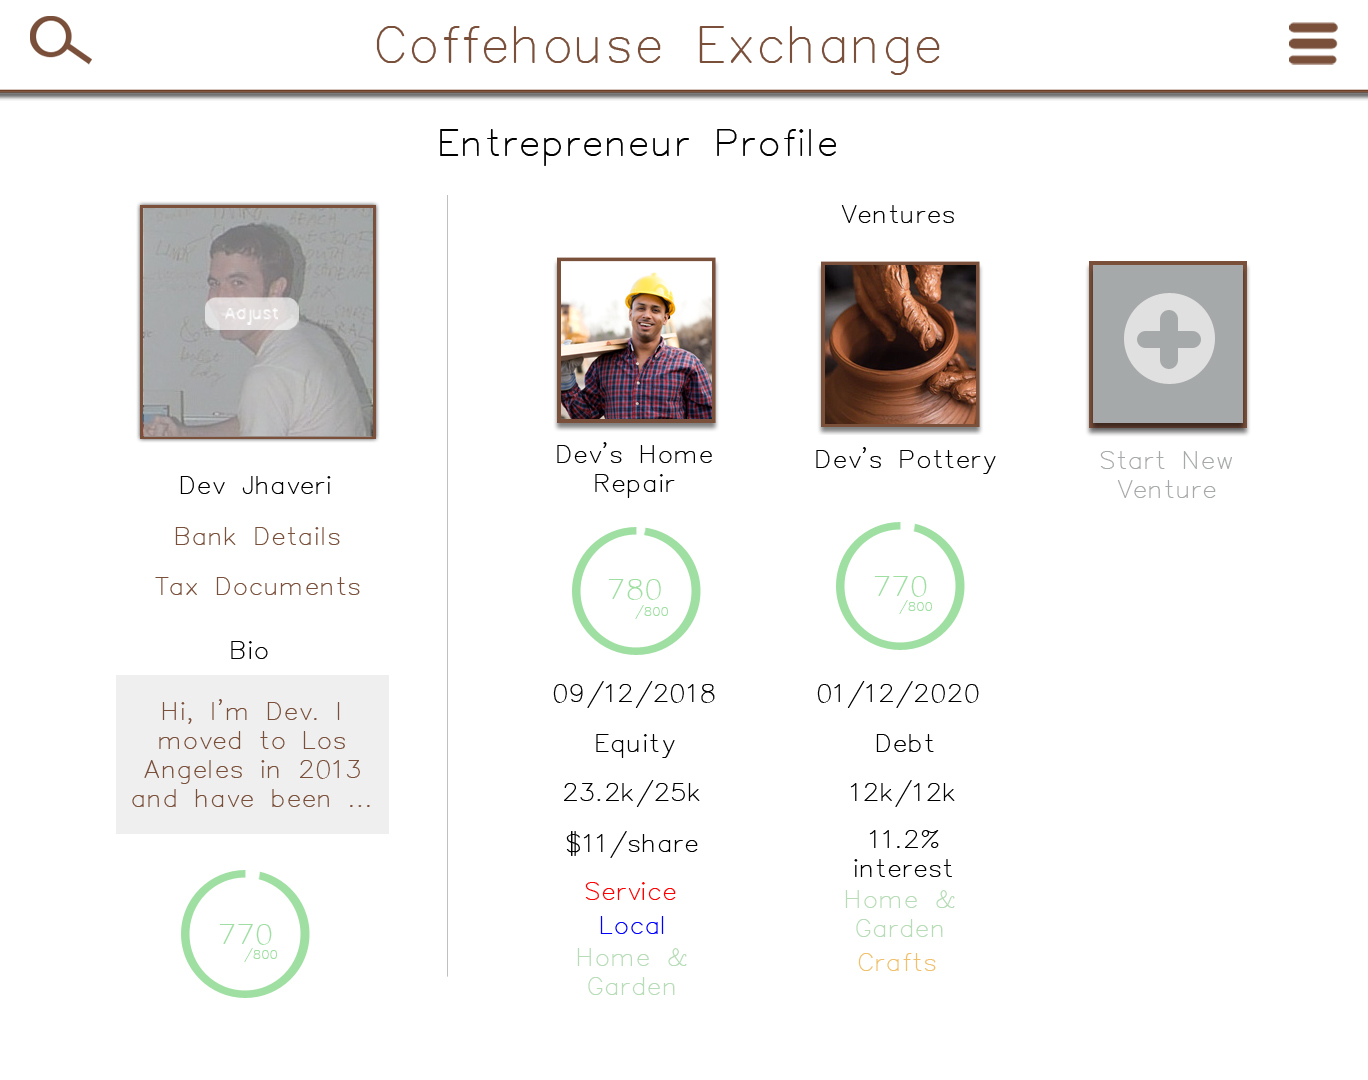 Coffehouse Exchange
Entrepreneur Profile
Adjust
Dev Jhaveri
Bank Details
Tax Documents
Bio
Hi, I'm Dev. I
moved to Los
Angeles in 2013
and have been ...
770
/800
Ventures
Dev's Home
Repair
780
/800
09/12/2018
Equity
23.2k/25k
$11/share
Service
Local
Home &
Garden
Dev's Pottery
770
/800
01/12/2020
Debt
12k/12k
11.2%
interest
Home &
Garden
Crafts
Start New
Venture